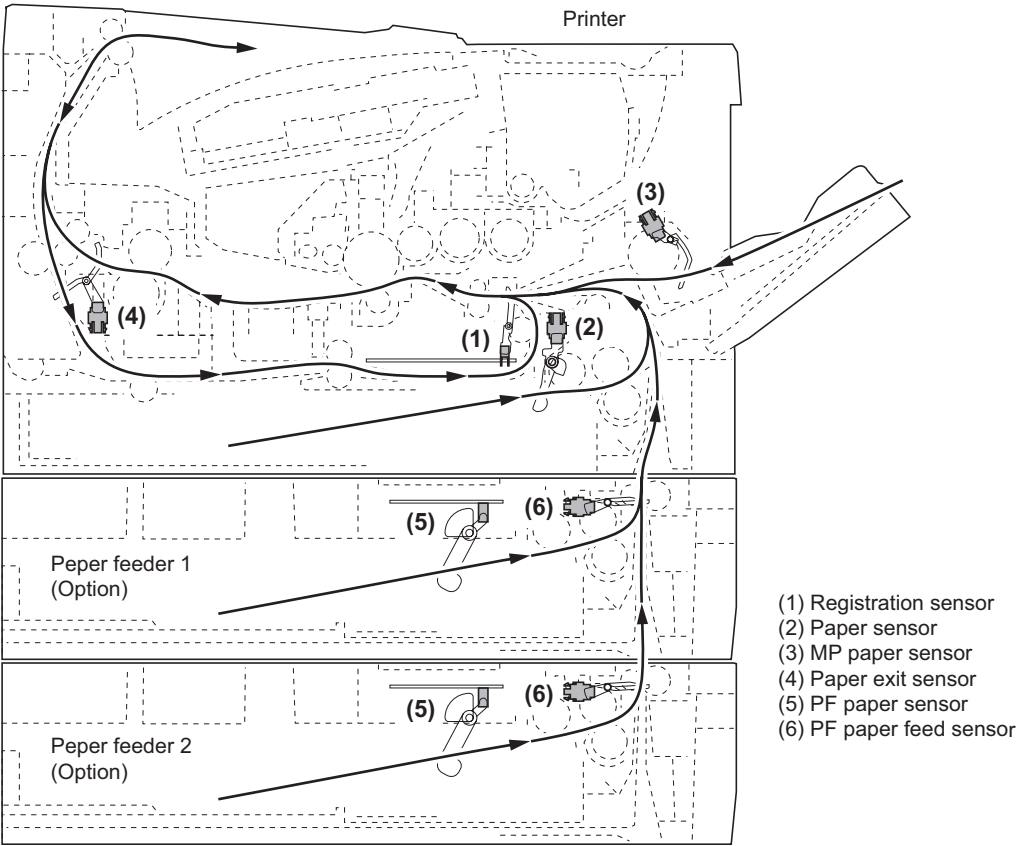 Printer
(3)
(4)
(1)
(2)
(5)
(6)
Peper feeder 1
(Option)
(5)
(6)
Peper feeder 2
(Option)
(1) Registration sensor
(2) Paper sensor
(3) MP paper sensor
(4) Paper exit sensor
(5) PF paper sensor
(6) PF paper feed sensor